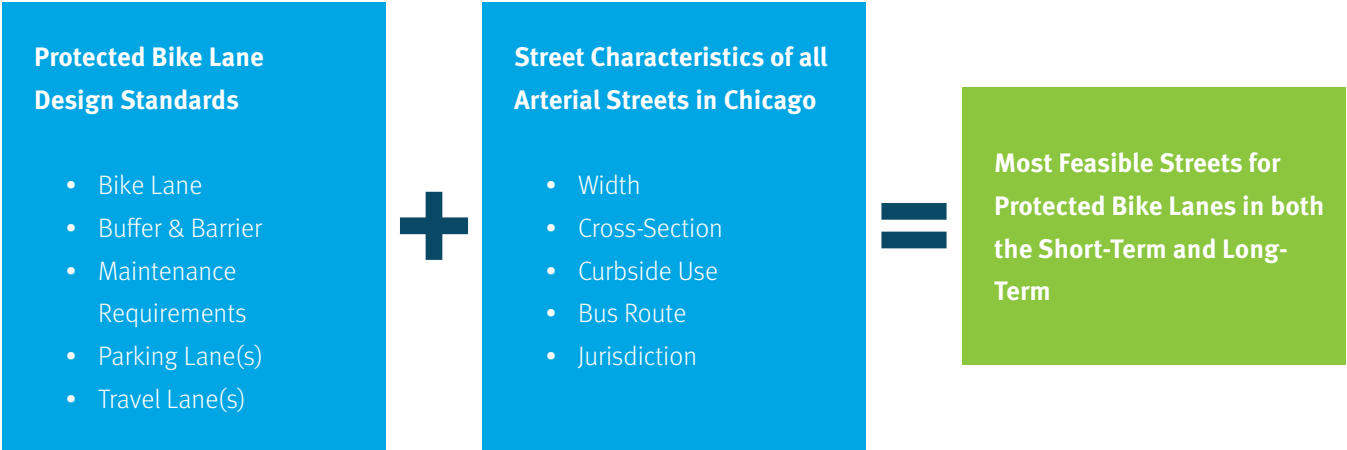 Protected Bike Lane
Design Standards
• Bike Lane
• Buffer & Barrier
• Maintenance
Requirements
• Parking Lane(s)
• Travel Lane(s)
+
Street Characteristics of all
Arterial Streets in Chicago
• Width
• Cross-Section
• Curbside Use
• Bus Route
• Jurisdiction
=
Most Feasible Streets for
Protected Bike Lanes in both
the Short-Term and Long-
Term